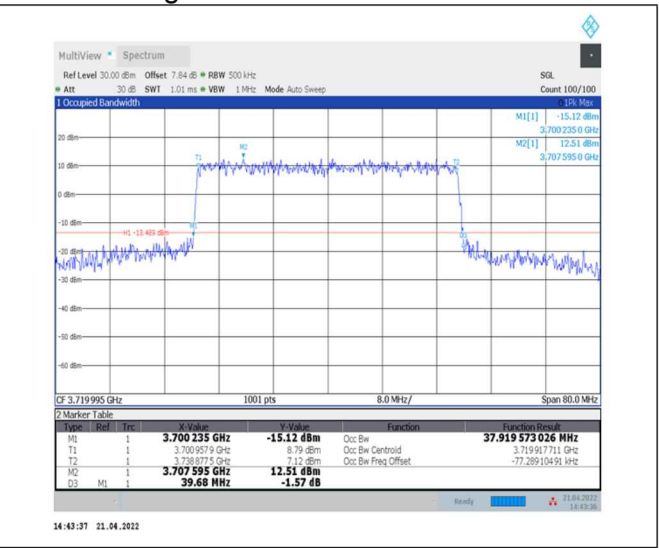 MultiView Spectrum
Ref Level 30.00 dBm Offset 7.84 dB RBW 500 kHz SGL
Att 30 dB SWT 1.01 ms VBW 1 MHz Mode Auto Sweep Count 100/100
1 Occupied Bandwidth 1Pk Max
M1[1] -15.12 dBm
3.700 235 0 GHz
M2[1] 12.51 dBm
3.707 595 0 GHz
20 dBm
M2
T1
T2
10 dBm
0 dBm
-10 dBm
M1
H1 -13.489 dBm
D3
-20 dBm
-30 dBm
-40 dBm
-50 dBm
-60 dBm
CF 3.719 995 GHz 1001 pts 8.0 MHz/ Span 80.0 MHz
2 Marker Table
Type Ref Trc X-Value Y-Value Function Function Result
M1 1 3.700 235 GHz -15.12 dBm Occ Bw 37.919 573 026 MHz
T1 1 3.700 957 9 GHz 8.79 dBm Occ Bw Centroid 3.719 917 711 GHz
T2 1 3.738 877 5 GHz 7.12 dBm Occ Bw Freq Offset -77.289 104 91 kHz
M2 1 3.707 595 GHz 12.51 dBm
D3 M1 1 39.68 MHz -1.57 dB
Ready 21.04.2022
14:43:36
14:43:37 21.04.2022